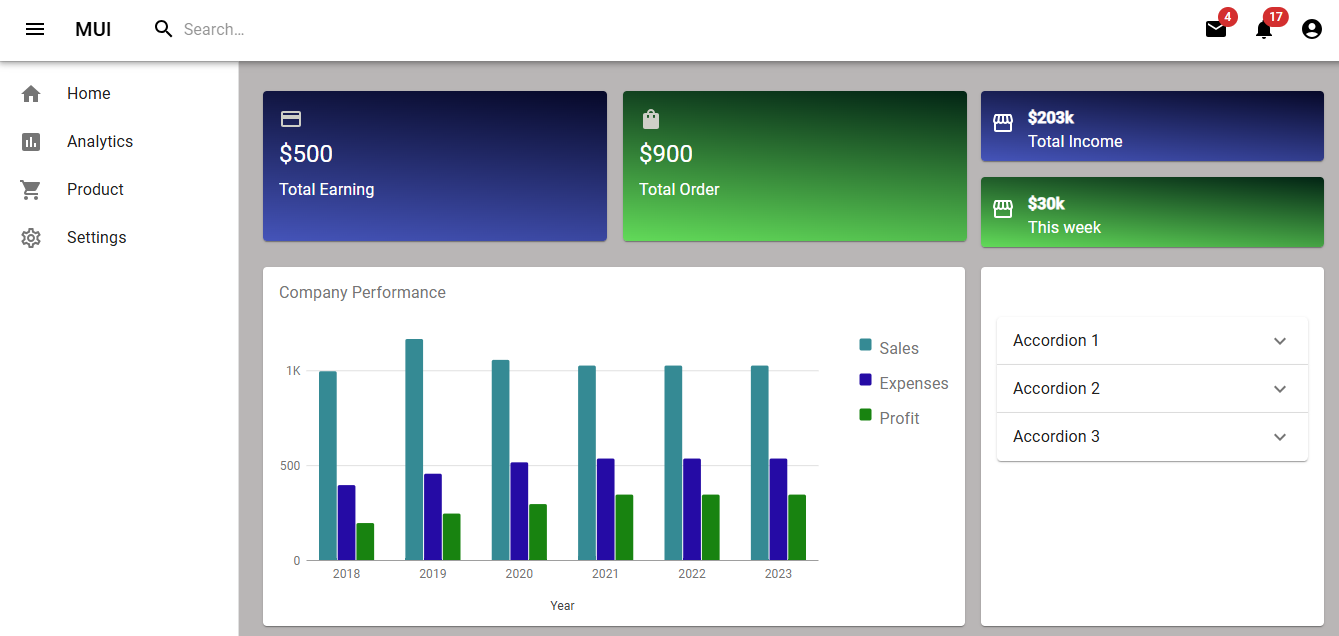 MUI
Search…
4
17
Home
Analytics
Product
Settings
$500
Total Earning
$900
Total Order
$203k
Total Income
$30k
This week
Company Performance
1K
500
0
2018 2019 2020 2021 2022 2023
Year
Sales
Expenses
Profit
Accordion 1
Accordion 2
Accordion 3